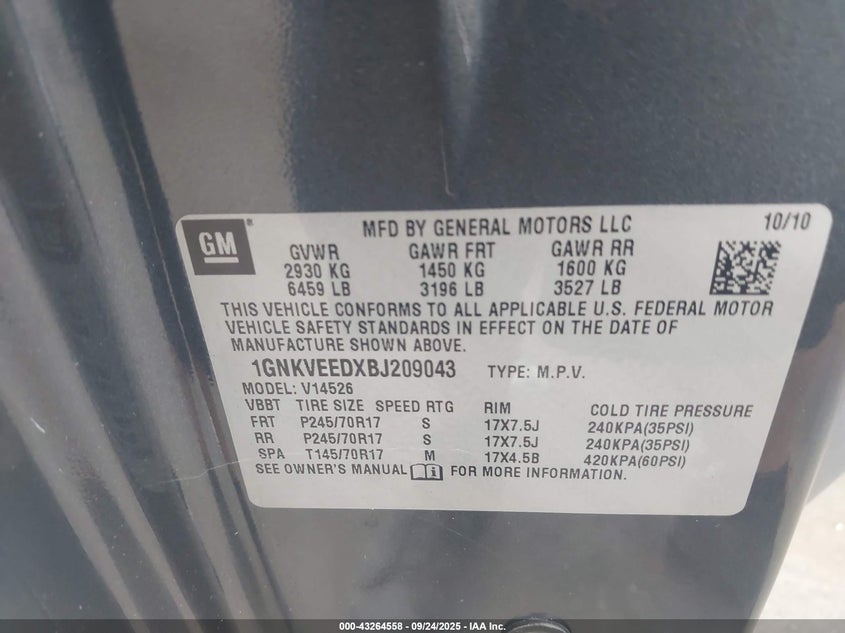 GM ®
MFD BY GENERAL MOTORS LLC 10/10
GVWR GAWR FRT GAWR RR
2930 KG 1450 KG 1600 KG
6459 LB 3196 LB 3527 LB
THIS VEHICLE CONFORMS TO ALL APPLICABLE U.S. FEDERAL MOTOR
VEHICLE SAFETY STANDARDS IN EFFECT ON THE DATE OF
MANUFACTURE SHOWN ABOVE.
1GNKVEEDXBJ209043 TYPE: M.P.V.
MODEL: V14526
VBBT TIRE SIZE SPEED RTG RIM COLD TIRE PRESSURE
FRT P245/70R17 S 17X7.5J 240KPA(35PSI)
RR P245/70R17 S 17X7.5J 240KPA(35PSI)
SPA T145/70R17 M 17X4.5B 420KPA(60PSI)
SEE OWNER'S MANUAL FOR MORE INFORMATION.
000-43264558 - 09/24/2025 - IAA Inc.